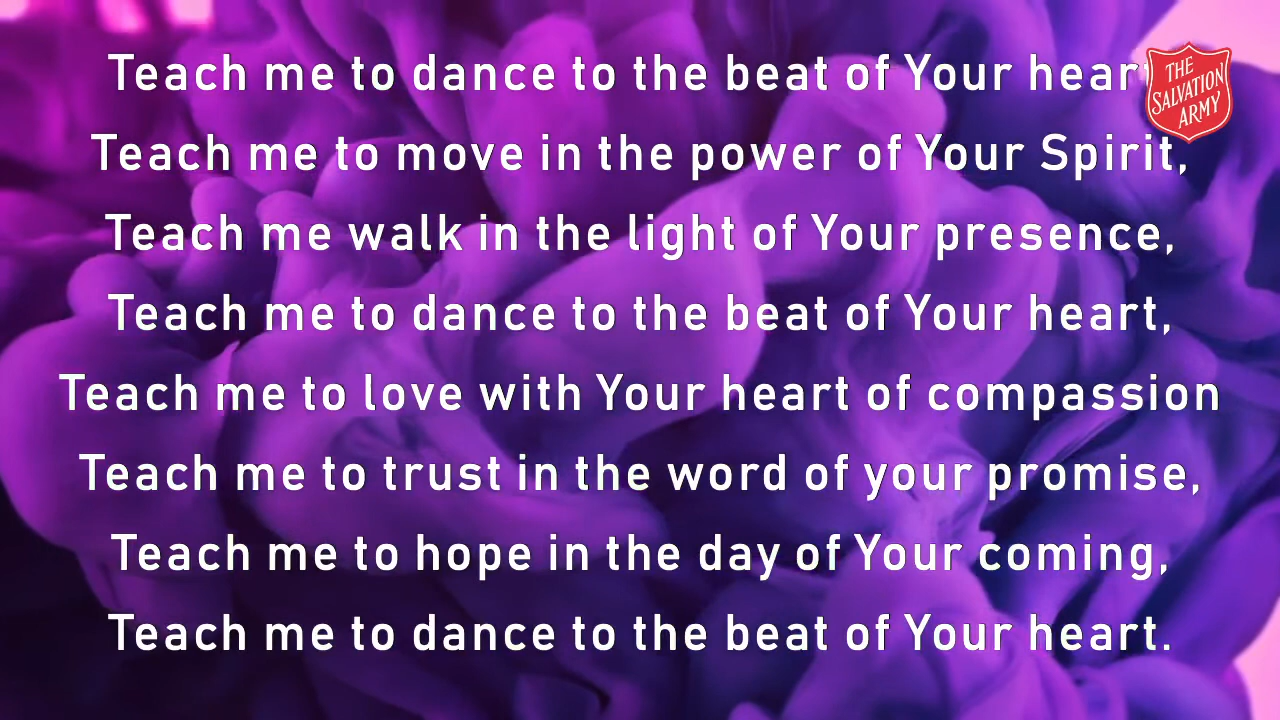 Teach me to dance to the beat of Your hear
THE
SALVATION
ARMY
Teach me to move in the power of Your Spirit,
Teach me walk in the light of Your presence,
Teach me to dance to the beat of Your heart,
Teach me to love with Your heart of compassion
Teach me to trust in the word of your promise,
Teach me to hope in the day of Your coming,
Teach me to dance to the beat of Your heart.